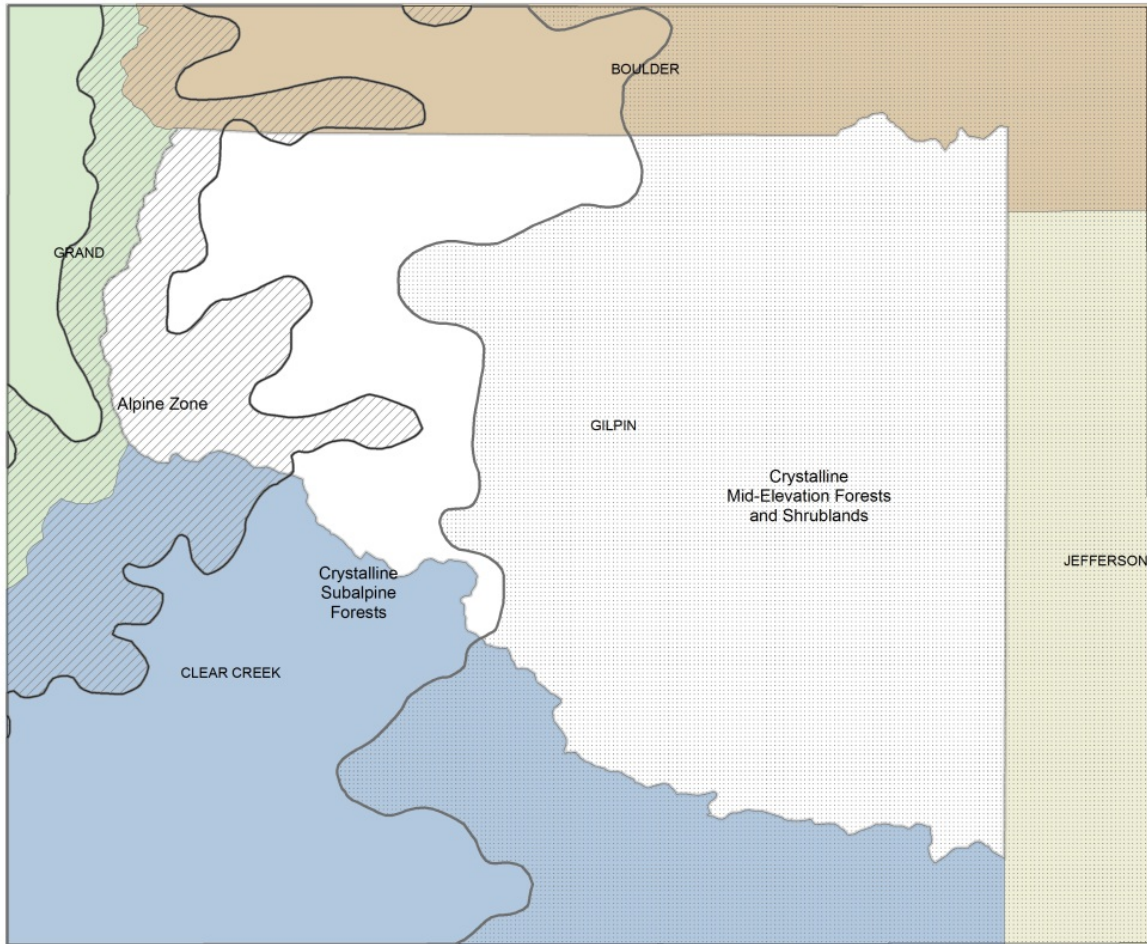 BOULDER
GRAND
Alpine Zone
GILPIN
Crystalline
Mid-Elevation Forests
and Shrublands
JEFFERSON
Crystalline
Subalpine
Forests
CLEAR CREEK